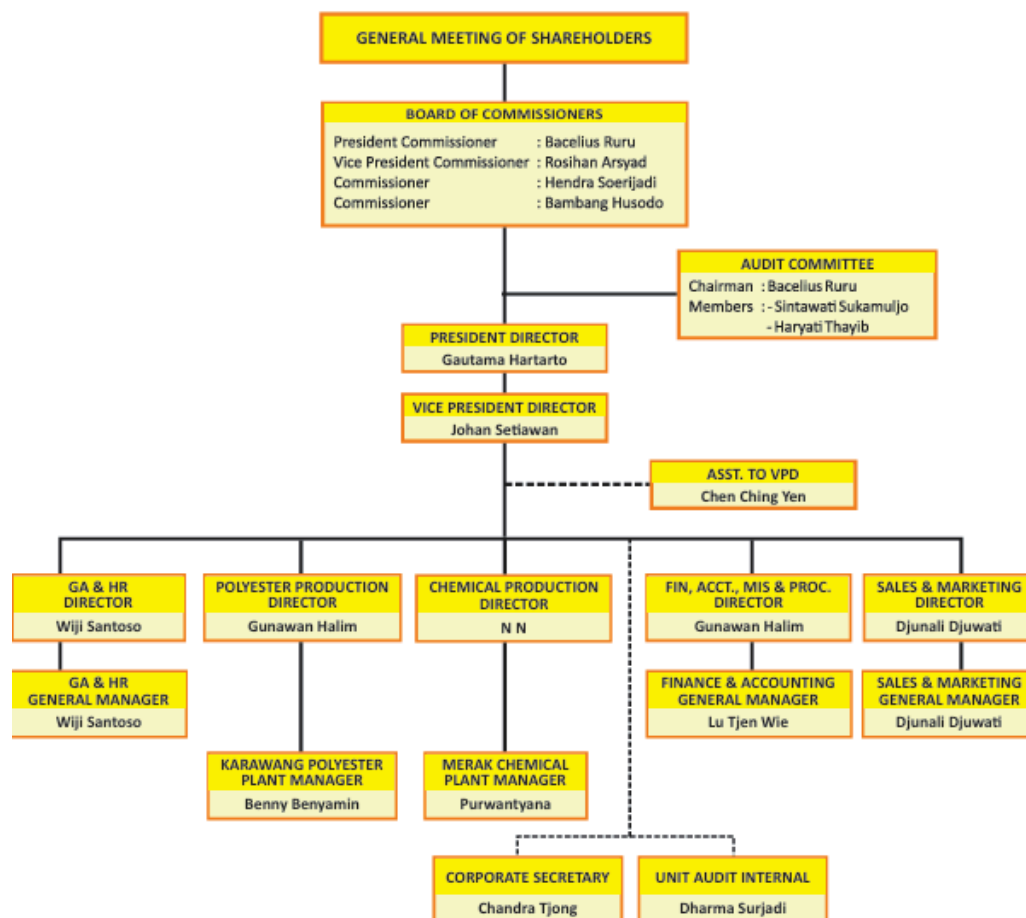 GENERAL MEETING OF SHAREHOLDERS
BOARD OF COMMISSIONERS
President Commissioner : Bacelius Ruru
Vice President Commissioner : Rosihan Arsyad
Commissioner : Hendra Soerijadi
Commissioner : Bambang Husodo
AUDIT COMMITTEE
Chairman : Bacelius Ruru
Members : - Sintawati Sukamuljo
- Haryati Thayib
PRESIDENT DIRECTOR
Gautama Hartarto
VICE PRESIDENT DIRECTOR
Johan Setiawan
ASST. TO VPD
Chen Ching Yen
GA & HR
DIRECTOR
Wiji Santoso
POLYESTER PRODUCTION
DIRECTOR
Gunawan Halim
CHEMICAL PRODUCTION
DIRECTOR
N N
FIN, ACCT., MIS & PROC.
DIRECTOR
Gunawan Halim
SALES & MARKETING
DIRECTOR
Djunali Djuwati
GA & HR
GENERAL MANAGER
Wiji Santoso
FINANCE & ACCOUNTING
GENERAL MANAGER
Lu Tjen Wie
SALES & MARKETING
GENERAL MANAGER
Djunali Djuwati
KARAWANG POLYESTER
PLANT MANAGER
Benny Benyamin
MERAK CHEMICAL
PLANT MANAGER
Purwantyana
CORPORATE SECRETARY
Chandra Tjong
UNIT AUDIT INTERNAL
Dharma Surjadi